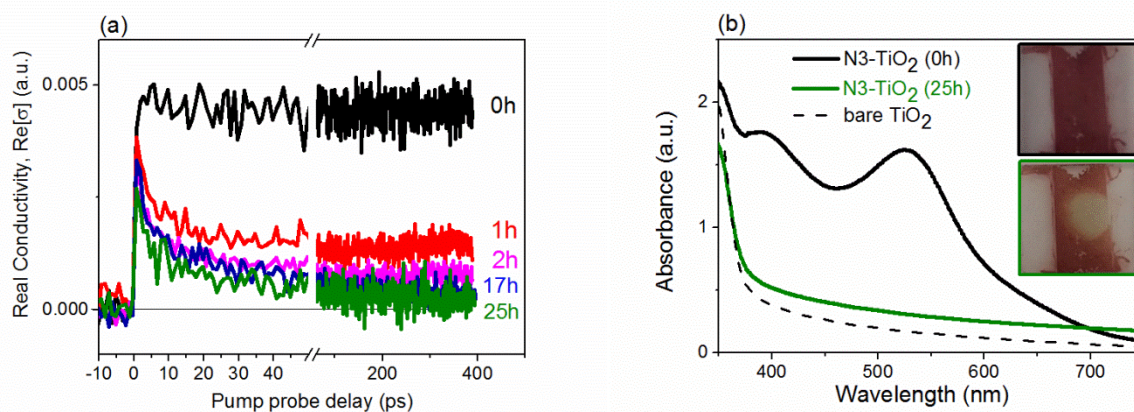 (a)
Real Conductivity, Re[σ] (a.u.)
0.005
0.000
0h
1h
2h
17h
25h
-10 0 10 20 30 40 200 400
Pump probe delay (ps)
(b)
Absorbance (a.u.)
2
1
0
N3-TiO2 (0h)
N3-TiO2 (25h)
bare TiO2
400 500 600 700
Wavelength (nm)